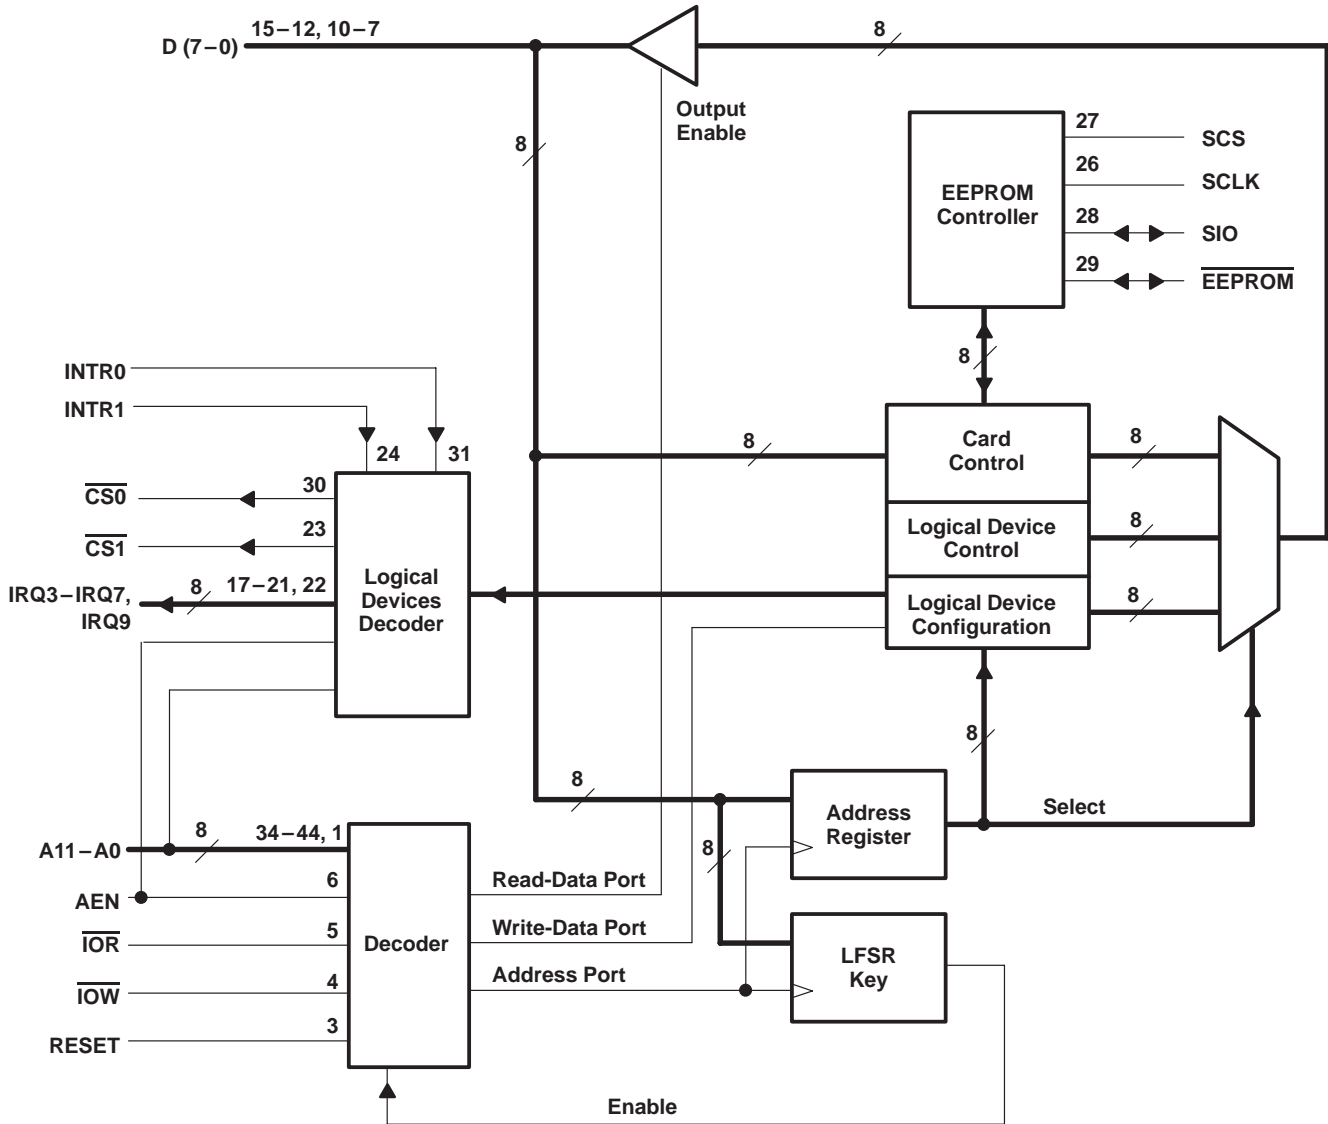 D (7–0)
15–12, 10–7
8
Output
Enable
8
27
SCS
26
SCLK
EEPROM
Controller
28
SIO
29
EEPROM
8
INTR0
INTR1
24
31
8
Card
Control
8
CS0
30
CS1
23
Logical Device
Control
8
IRQ3–IRQ7,
IRQ9
8
17–21, 22
Logical
Devices
Decoder
Logical Device
Configuration
8
8
8
Address
Register
Select
A11–A0
8
34–44, 1
8
AEN
6
Read-Data Port
IOR
5
Decoder
Write-Data Port
LFSR
Key
IOW
4
Address Port
RESET
3
Enable